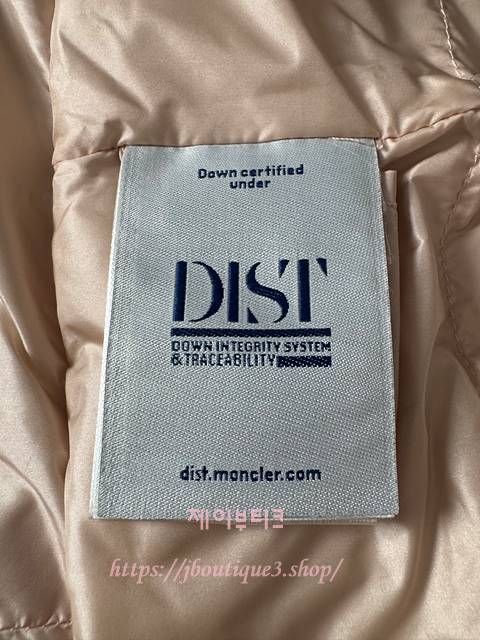 Down certified
under
DIST
DOWN INTEGRITY SYSTEM
& TRACEABILITY
dist.moncler.com
제이부티크
https://jboutique3.shop/